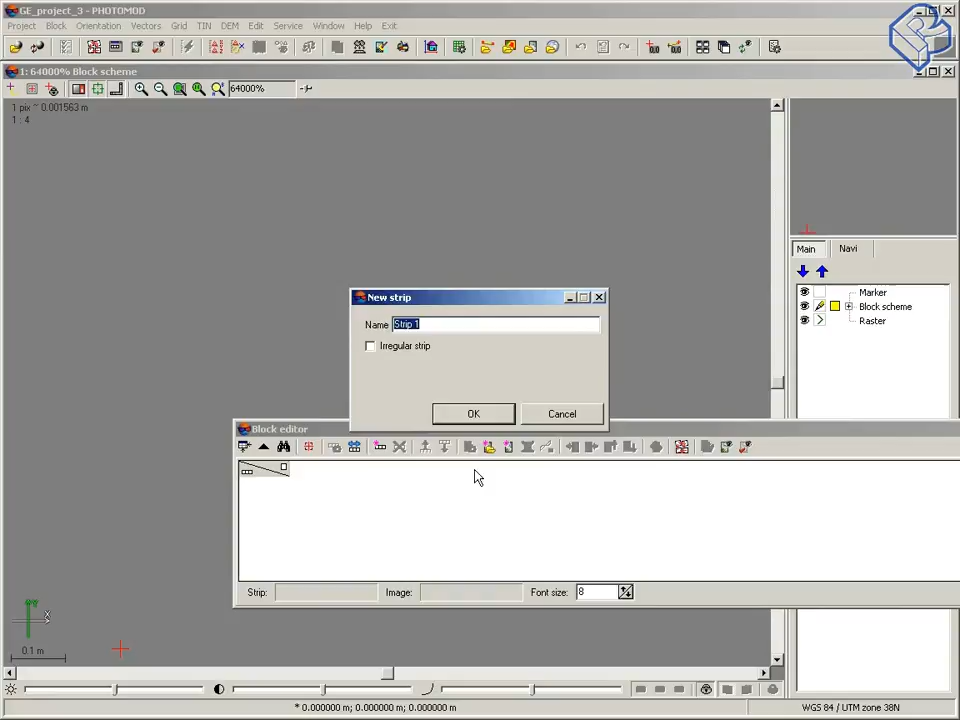 GE_project_3 - PHOTOMOD
Project Block Orientation Vectors Grid TIN DEM Edit Service Window Help Exit
1: 64000% Block scheme
64000%
1 pix ~ 0.001563 m
1 : 4
Main Navi
Marker
Block scheme
Raster
New strip
Name Strip 1
Irregular strip
OK Cancel
Block editor
Strip: Image: Font size: 8
X
0.1 m
* 0.000000 m; 0.000000 m; 0.000000 m
WGS 84 / UTM zone 38N